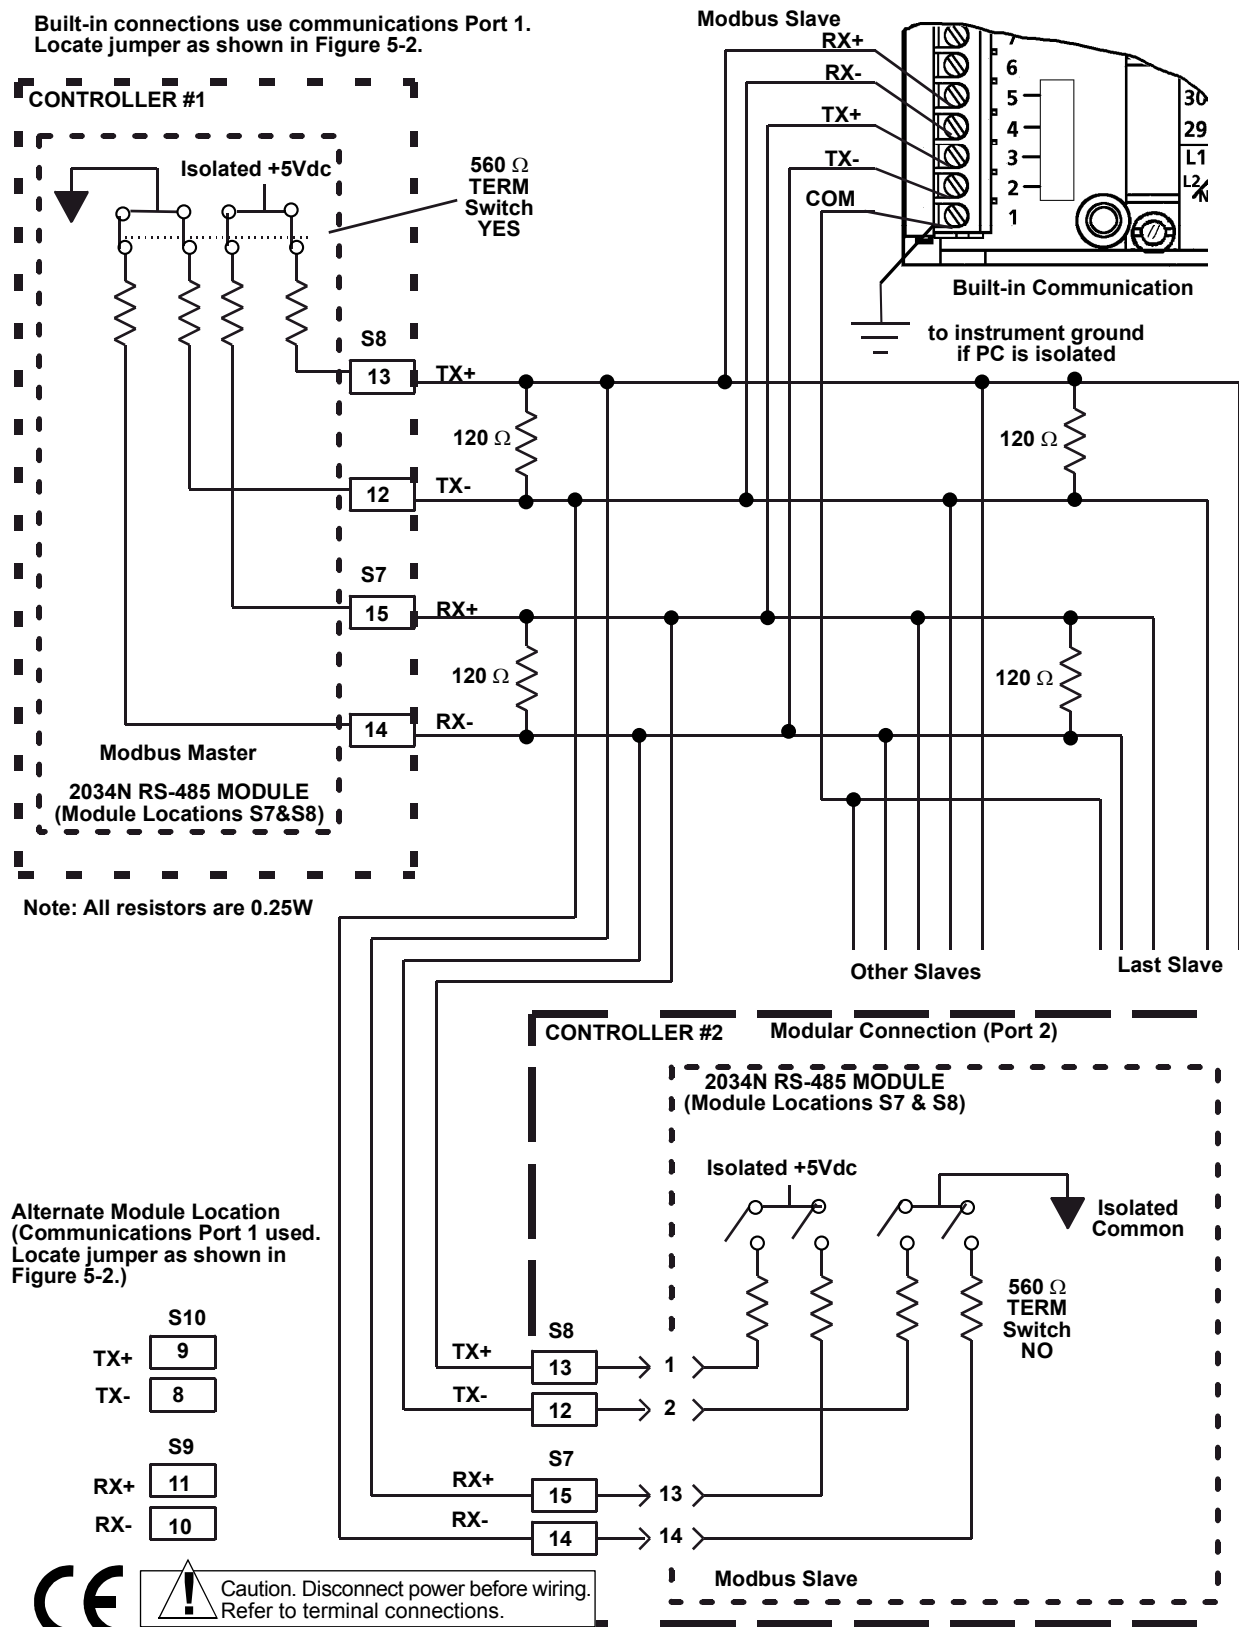 Built-in connections use communications Port 1.
Locate jumper as shown in Figure 5-2.
Modbus Slave
RX+
RX-
TX+
TX-
COM
7
6
5
4
3
2
1
30
29
L1
L2
N
Built-in Communication
to instrument ground
if PC is isolated
CONTROLLER #1
Isolated +5Vdc
560 Ω
TERM
Switch
YES
S8
13
TX+
12
TX-
S7
15
RX+
14
RX-
120 Ω
120 Ω
120 Ω
120 Ω
Modbus Master
2034N RS-485 MODULE
(Module Locations S7&S8)
Note: All resistors are 0.25W
Other Slaves
Last Slave
CONTROLLER #2
Modular Connection (Port 2)
2034N RS-485 MODULE
(Module Locations S7 & S8)
Isolated +5Vdc
Isolated
Common
560 Ω
TERM
Switch
NO
S8
TX+
13
1
TX-
12
2
S7
RX+
15
13
RX-
14
14
Modbus Slave
Alternate Module Location
(Communications Port 1 used.
Locate jumper as shown in
Figure 5-2.)
S10
TX+
9
TX-
8
S9
RX+
11
RX-
10
CE
!
Caution. Disconnect power before wiring.
Refer to terminal connections.